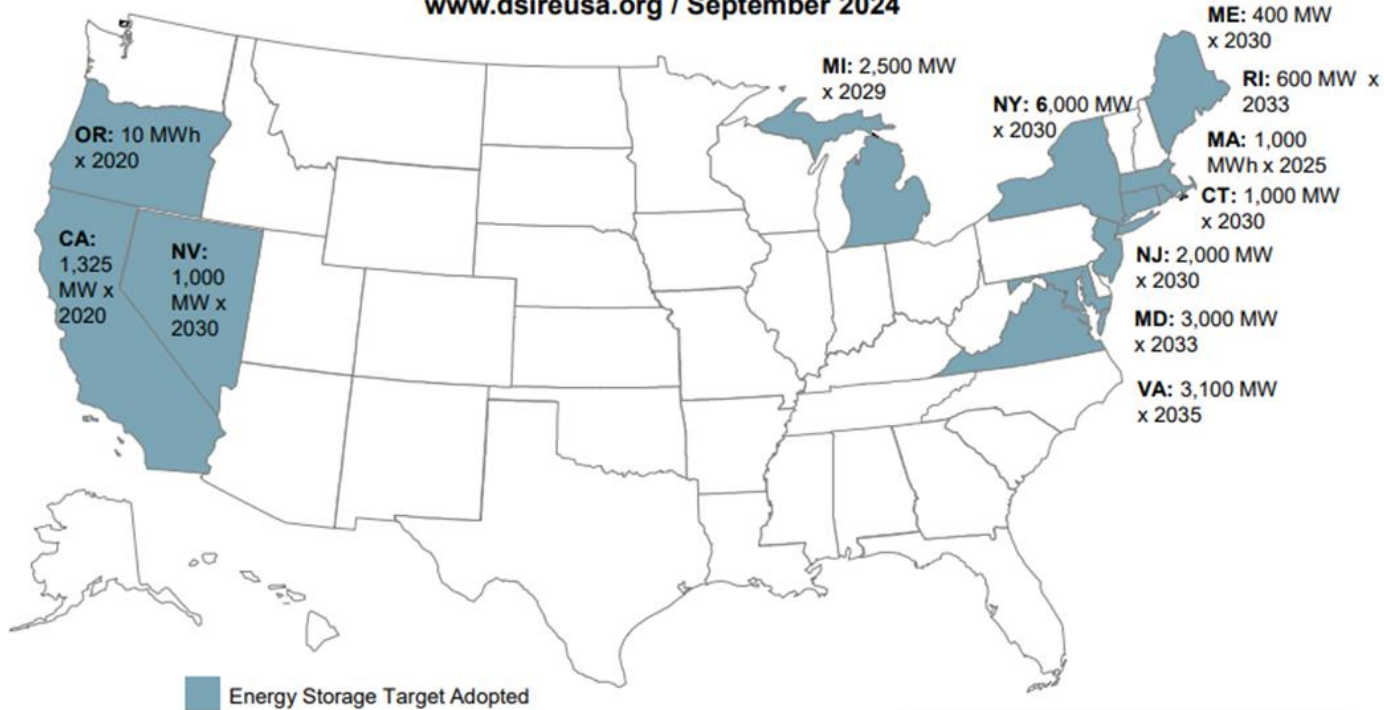 www.dsireusa.org / September 2024
ME: 400 MW
x 2030
MI: 2,500 MW
x 2029
RI: 600 MW x
2033
NY: 6,000 MW
x 2030
OR: 10 MWh
x 2020
MA: 1,000
MWh x 2025
CT: 1,000 MW
x 2030
CA:
1,325
MW x
2020
NV:
1,000
MW x
2030
NJ: 2,000 MW
x 2030
MD: 3,000 MW
x 2033
VA: 3,100 MW
x 2035
Energy Storage Target Adopted